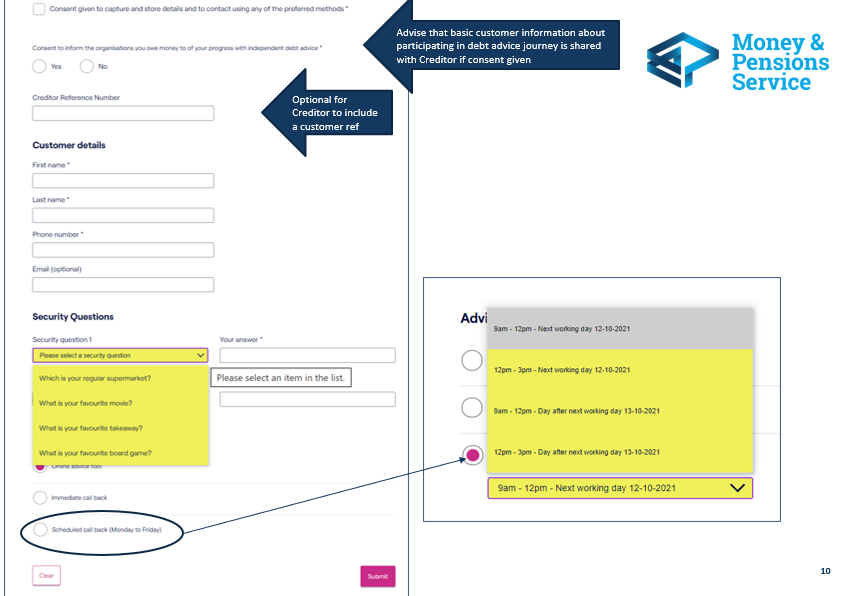 Consent given to capture and store details and to contact using any of the preferred methods *
Advise that basic customer information about
participating in debt advice journey is shared
with Creditor if consent given
Money &
Pensions
Service
Consent to inform the organisations you owe money to of your progress with independent debt advice *
Yes
No
Creditor Reference Number
Optional for
Creditor to include
a customer ref
Customer details
First name *
Last name *
Phone number *
Email (optional)
Security Questions
Security question 1
Your answer *
Please select a security question
Which is your regular supermarket?
Please select an item in the list.
What is your favourite movie?
What is your favourite takeaway?
What is your favourite board game?
Online advice tool
Immediate call back
Scheduled call back (Monday to Friday)
Clear
Submit
Advi
9am - 12pm - Next working day 12-10-2021
12pm - 3pm - Next working day 12-10-2021
9am - 12pm - Day after next working day 13-10-2021
12pm - 3pm - Day after next working day 13-10-2021
9am - 12pm - Next working day 12-10-2021
10